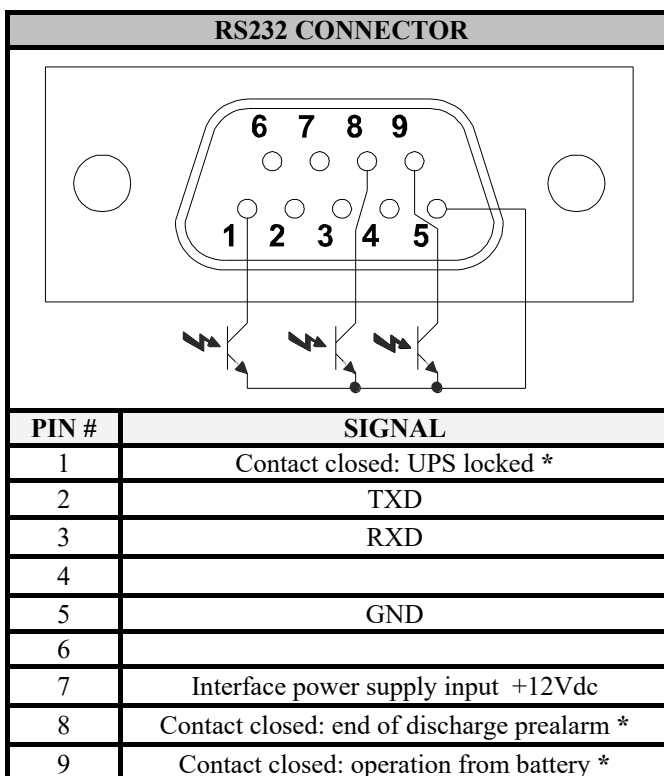 RS232 CONNECTOR
6 7 8 9
1 2 3 4 5
PIN # SIGNAL
1 Contact closed: UPS locked *
2 TXD
3 RXD
4
5 GND
6
7 Interface power supply input +12Vdc
8 Contact closed: end of discharge prealarm *
9 Contact closed: operation from battery *